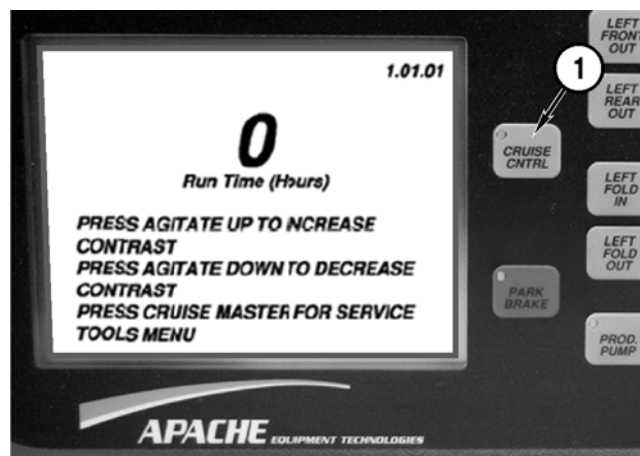 1.01.01
0
Run Time (Hours)
PRESS AGITATE UP TO INCREASE
CONTRAST
PRESS AGITATE DOWN TO DECREASE
CONTRAST
PRESS CRUISE MASTER FOR SERVICE
TOOLS MENU
APACHE EQUIPMENT TECHNOLOGIES
1
CRUISE
CNTRL
PARK
BRAKE
LEFT
FRONT
OUT
LEFT
REAR
OUT
LEFT
FOLD
IN
LEFT
FOLD
OUT
PROD.
PUMP